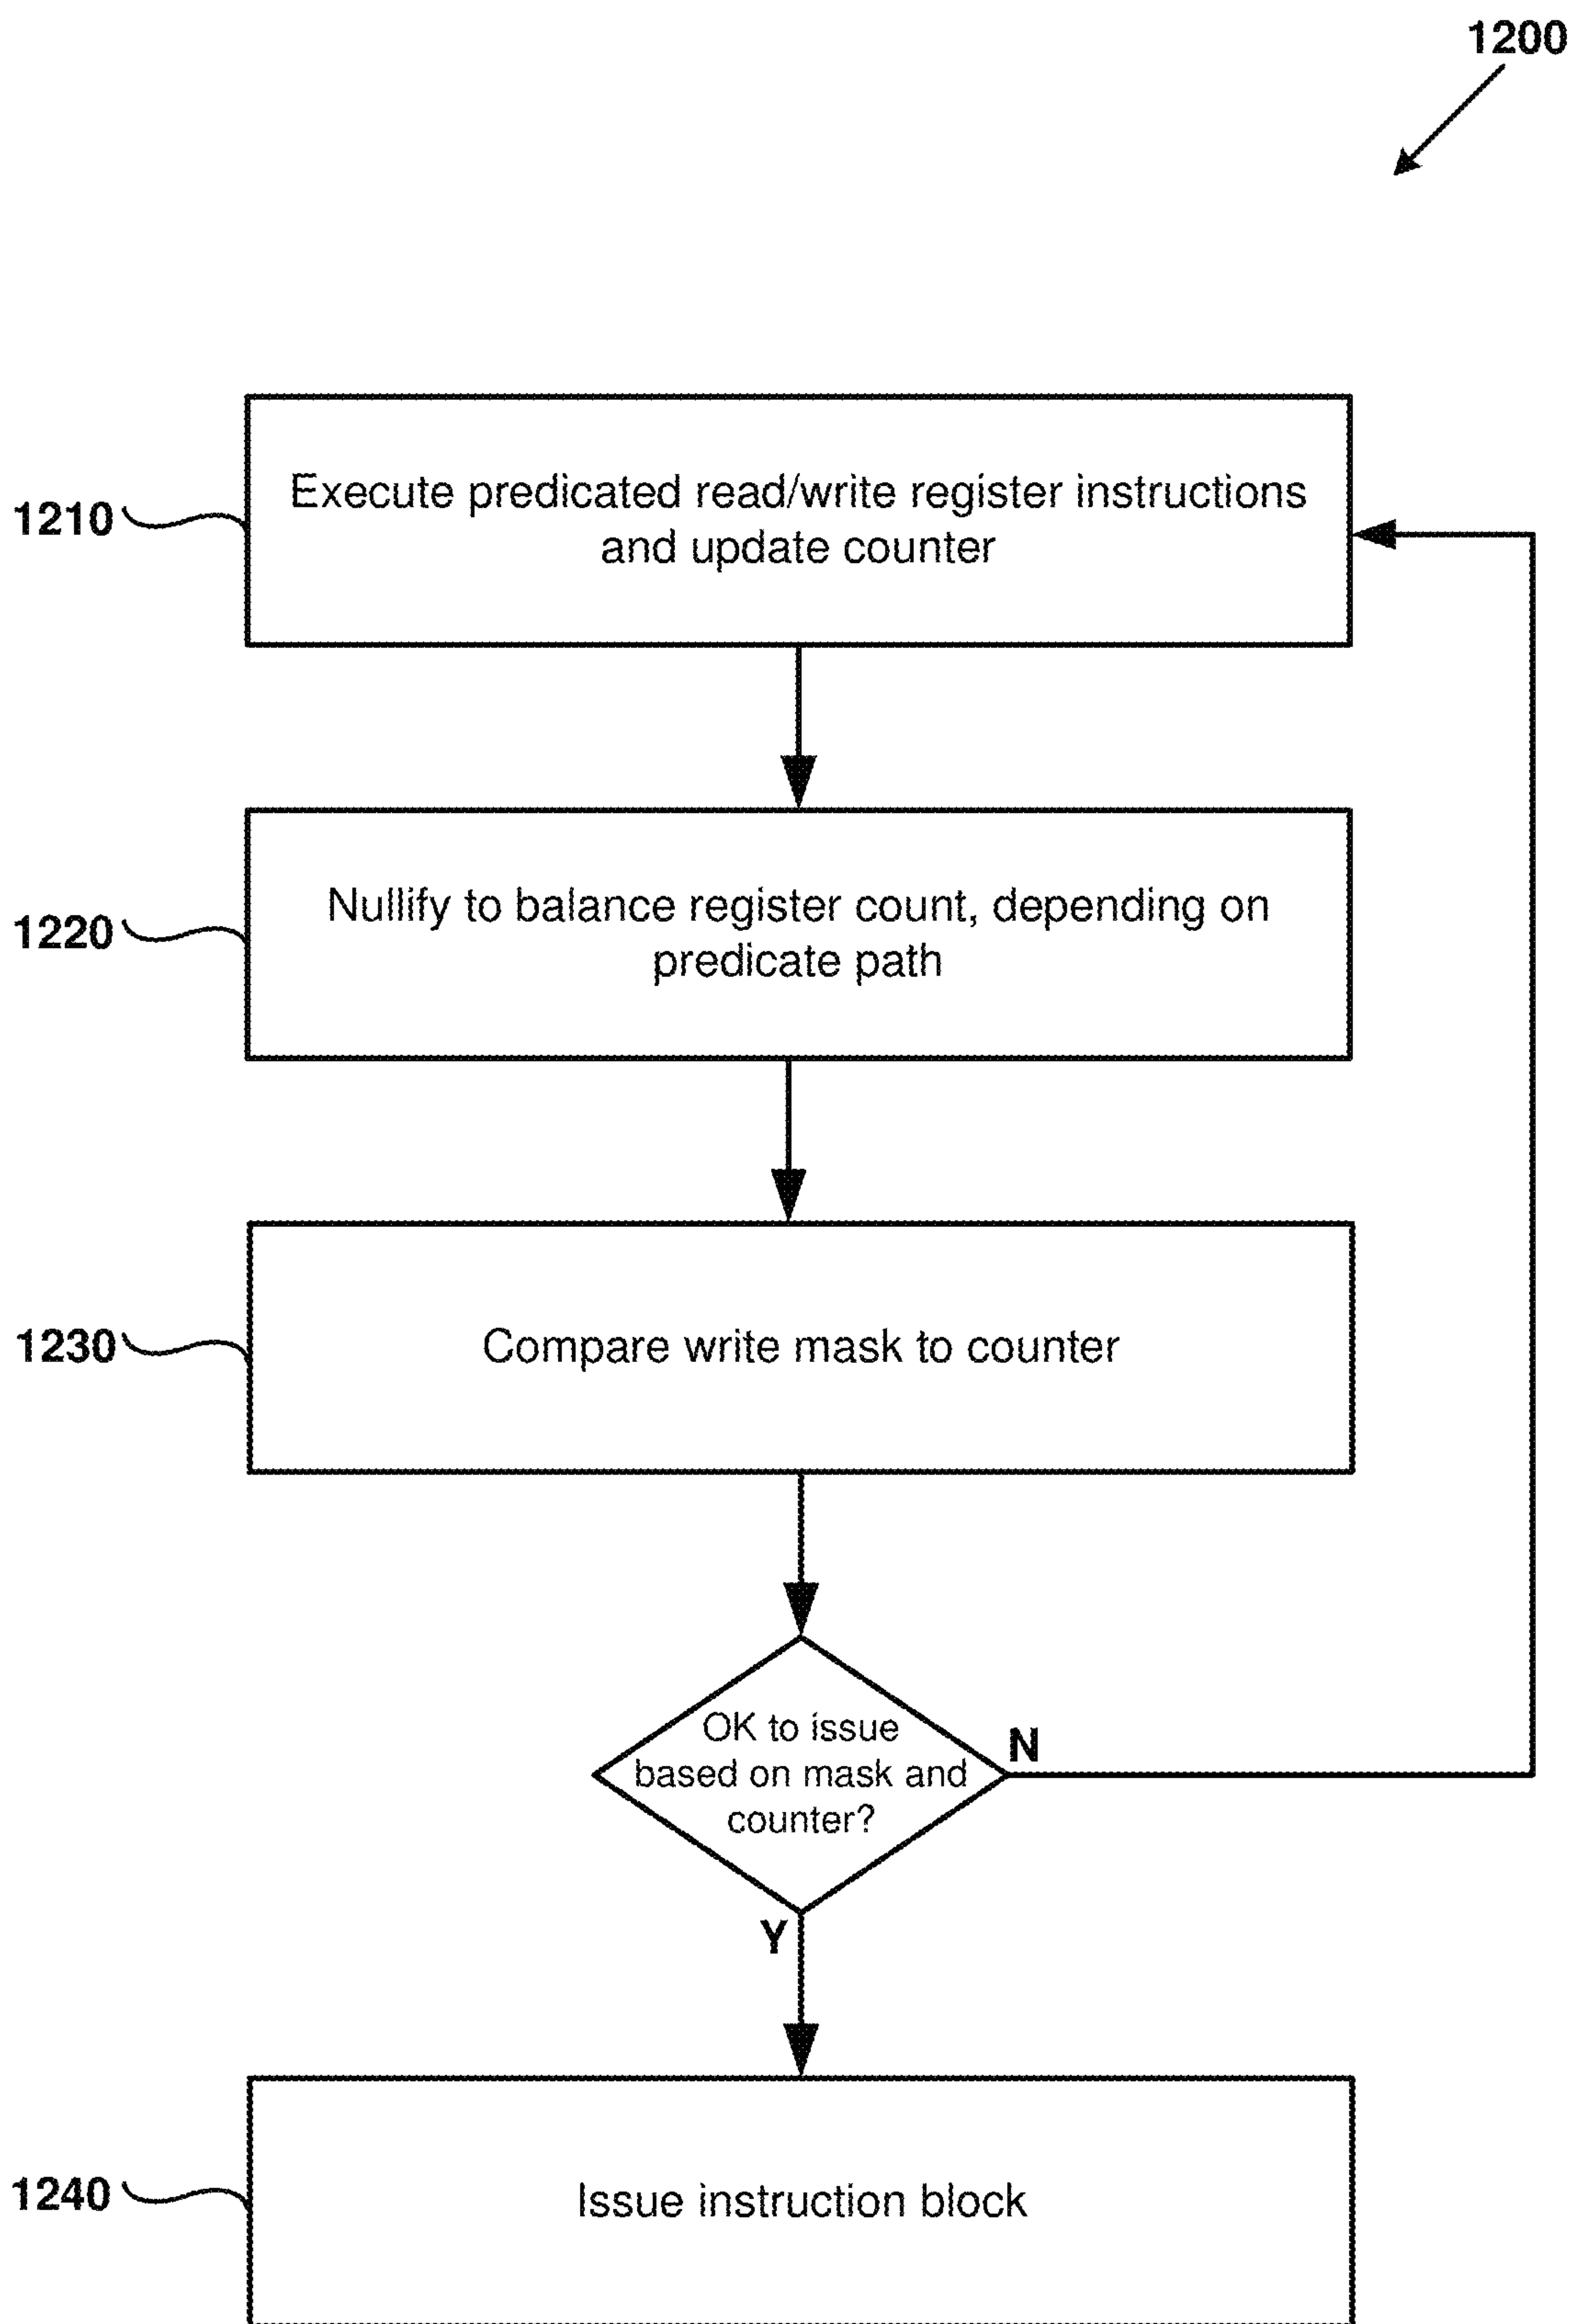 1200
1210
Execute predicated read/write register instructions
and update counter
1220
Nullify to balance register count, depending on
predicate path
1230
Compare write mask to counter
OK to issue
based on mask and
counter?
N
Y
1240
Issue instruction block